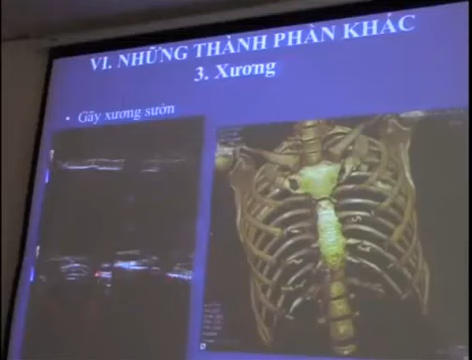 VI. NHỮNG THÀNH PHẦN KHÁC
3. Xương
• Gãy xương sườn